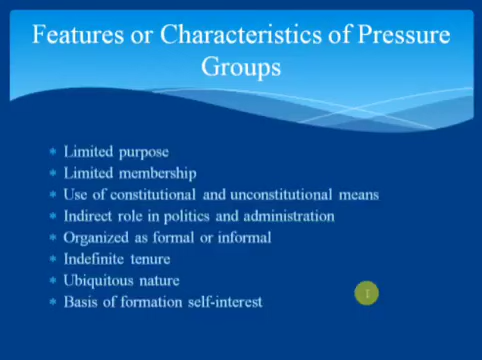 Features or Characteristics of Pressure
Groups
Limited purpose
Limited membership
Use of constitutional and unconstitutional means
Indirect role in politics and administration
Organized as formal or informal
Indefinite tenure
Ubiquitous nature
Basis of formation self-interest